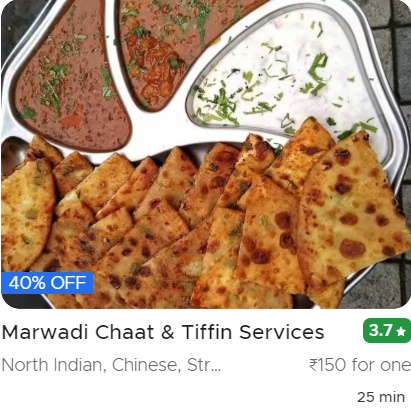 40% OFF
Marwadi Chaat & Tiffin Services 3.7★
North Indian, Chinese, Str... ₹150 for one
25 min